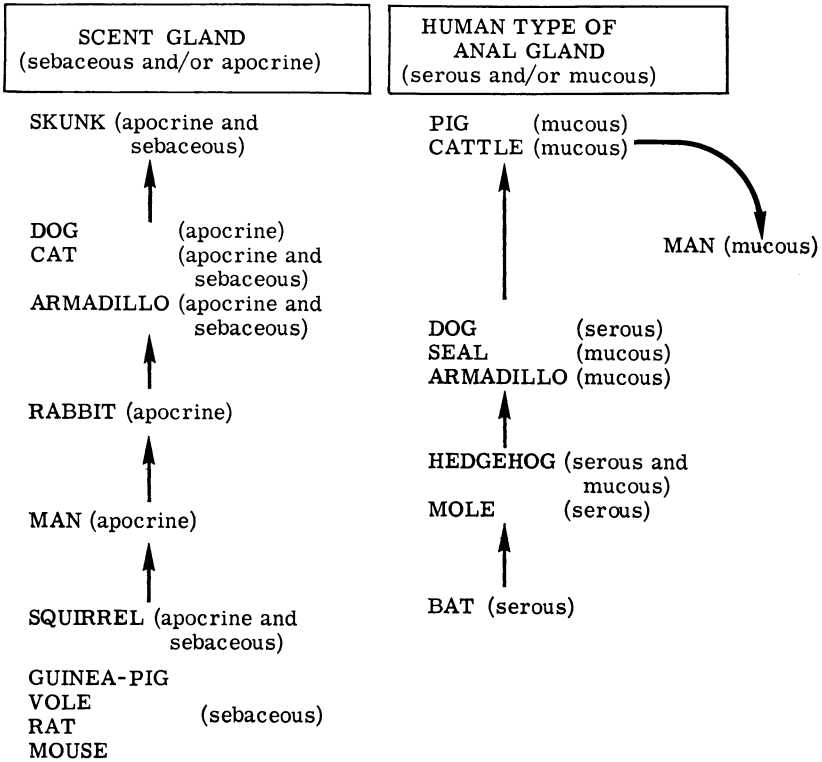 SCENT GLAND
(sebaceous and/or apocrine)
SKUNK (apocrine and
sebaceous)
DOG (apocrine)
CAT (apocrine and
sebaceous)
ARMADILLO (apocrine and
sebaceous)
RABBIT (apocrine)
MAN (apocrine)
SQUIRREL (apocrine and
sebaceous)
GUINEA-PIG
VOLE
(sebaceous)
RAT
MOUSE
HUMAN TYPE OF
ANAL GLAND
(serous and/or mucous)
PIG (mucous)
CATTLE (mucous)
MAN (mucous)
DOG (serous)
SEAL (mucous)
ARMADILLO (mucous)
HEDGEHOG (serous and
mucous)
MOLE (serous)
BAT (serous)